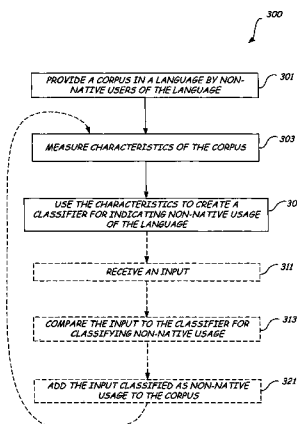 300
PROVIDE A CORPUS IN A LANGUAGE BY NON-
NATIVE USERS OF THE LANGUAGE
301
MEASURE CHARACTERISTICS OF THE CORPUS
303
USE THE CHARACTERISTICS TO CREATE A
CLASSIFIER FOR INDICATING NON-NATIVE USAGE
OF THE LANGUAGE
30
RECEIVE AN INPUT
311
COMPARE THE INPUT TO THE CLASSIFIER FOR
CLASSIFYING NON-NATIVE USAGE
313
ADD THE INPUT CLASSIFIED AS NON-NATIVE
USAGE TO THE CORPUS
321